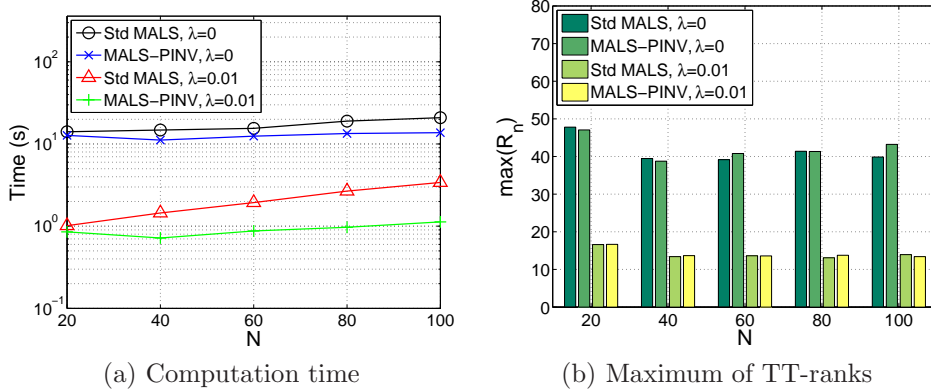 Std MALS, λ=0
MALS−PINV, λ=0
Std MALS, λ=0.01
MALS−PINV, λ=0.01
10^2
10^1
10^0
10^−1
Time (s)
20 40 60 80 100
N
(a) Computation time
Std MALS, λ=0
MALS−PINV, λ=0
Std MALS, λ=0.01
MALS−PINV, λ=0.01
80
70
60
50
40
30
20
10
0
max(R_n)
20 40 60 80 100
N
(b) Maximum of TT-ranks